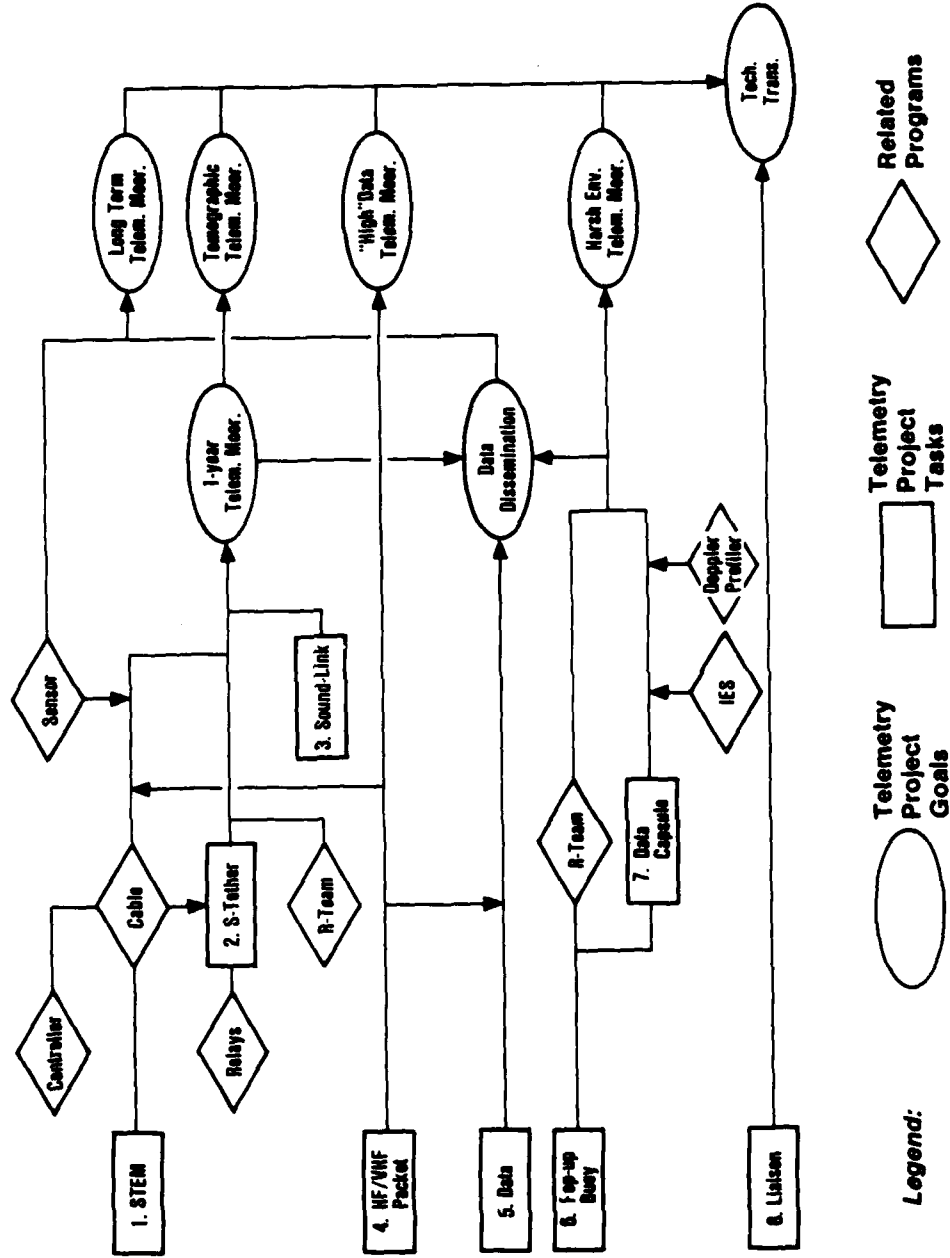 Controller
Sensor
Long Term
Telem. Moor.
1. STEM
Cable
Tomographic
Telem. Moor.
Relays
2. S-Tether
1-year
Telem. Moor.
R-Team
3. Sound-Link
"High" Data
Telem. Moor.
4. HF/VHF
Packet
5. Data
Data
Dissemination
6. Pop-up
Buoy
R-Team
7. Data
Capsule
IES
Doppler
Profiler
Harsh Env.
Telem. Moor.
8. Liaison
Tech.
Trans.
Legend:
Telemetry
Project
Goals
Telemetry
Project
Tasks
Related
Programs